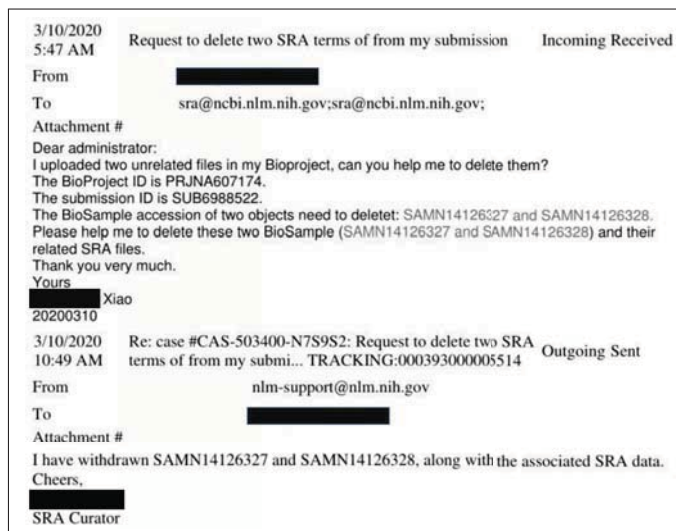 3/10/2020
5:47 AM
Request to delete two SRA terms of from my submission
Incoming Received
From
To
sra@ncbi.nlm.nih.gov;sra@ncbi.nlm.nih.gov;
Attachment #
Dear administrator:
I uploaded two unrelated files in my Bioproject, can you help me to delete them?
The BioProject ID is PRJNA607174.
The submission ID is SUB6988522.
The BioSample accession of two objects need to deletet: SAMN14126327 and SAMN14126328.
Please help me to delete these two BioSample (SAMN14126327 and SAMN14126328) and their
related SRA files.
Thank you very much.
Yours
Xiao
20200310
3/10/2020
10:49 AM
Re: case #CAS-503400-N7S9S2: Request to delete two SRA
terms of from my submi... TRACKING:000393000005514
Outgoing Sent
From
nlm-support@nlm.nih.gov
To
Attachment #
I have withdrawn SAMN14126327 and SAMN14126328, along with the associated SRA data.
Cheers,
SRA Curator